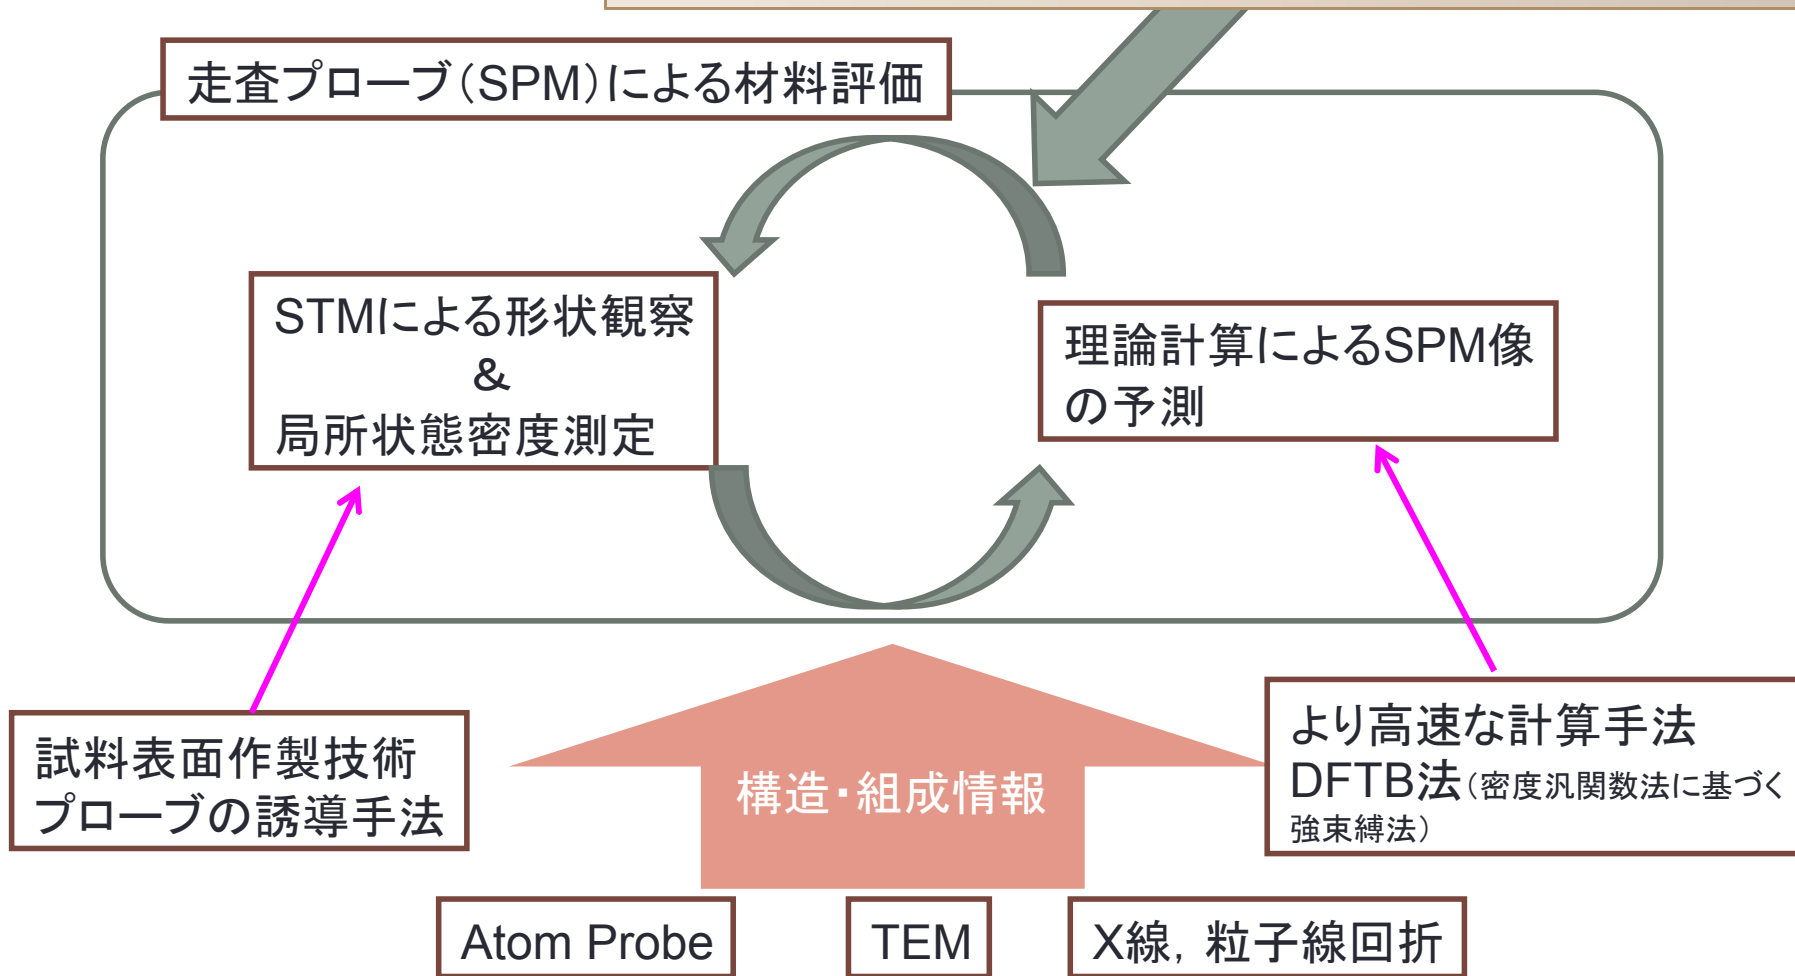 走査プローブ（SPM）による材料評価
STMによる形状観察
&
局所状態密度測定
理論計算によるSPM像
の予測
試料表面作製技術
プローブの誘導手法
構造・組成情報
より高速な計算手法
DFTB法（密度汎関数法に基づく
強束縛法）
Atom Probe
TEM
X線，粒子線回折